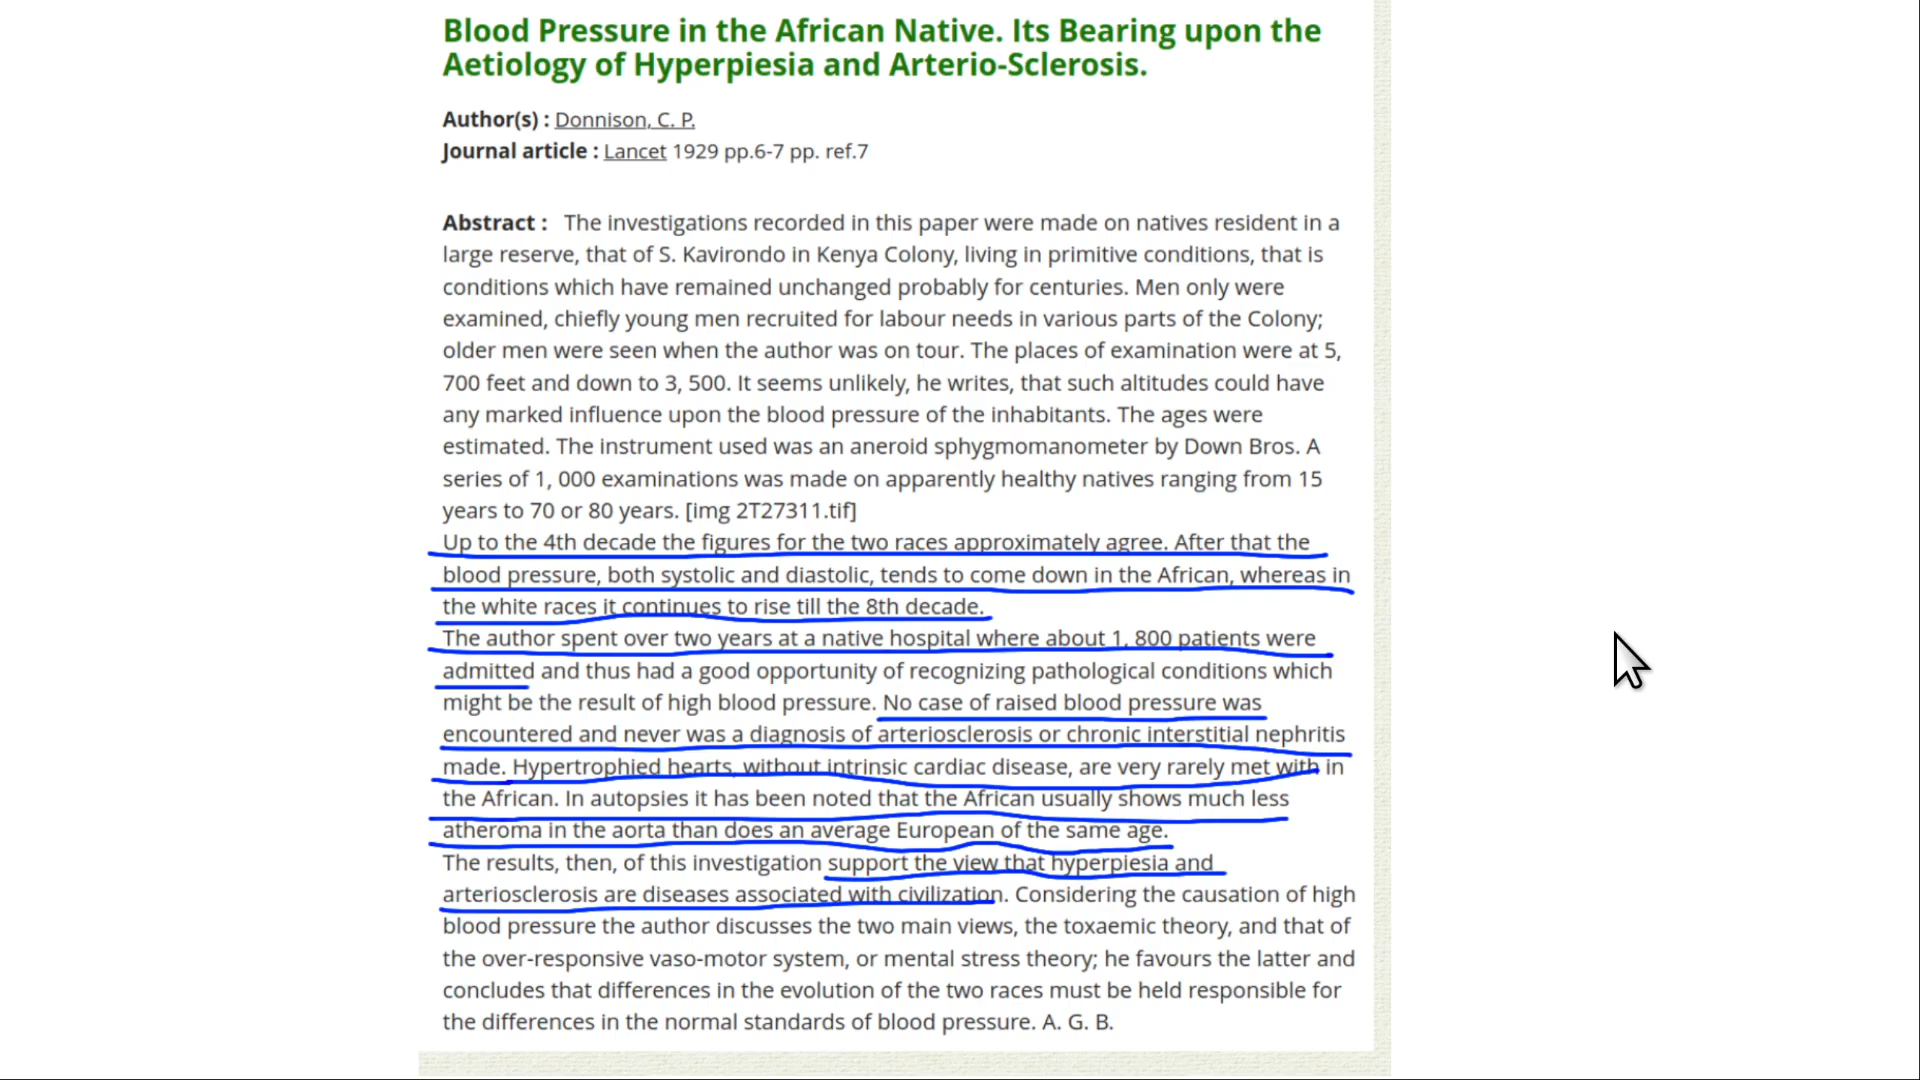 Blood Pressure in the African Native. Its Bearing upon the
Aetiology of Hyperpiesia and Arterio-Sclerosis.
Author(s) : Donnison, C. P.
Journal article : Lancet 1929 pp.6-7 pp. ref.7
Abstract : The investigations recorded in this paper were made on natives resident in a
large reserve, that of S. Kavirondo in Kenya Colony, living in primitive conditions, that is
conditions which have remained unchanged probably for centuries. Men only were
examined, chiefly young men recruited for labour needs in various parts of the Colony;
older men were seen when the author was on tour. The places of examination were at 5,
700 feet and down to 3, 500. It seems unlikely, he writes, that such altitudes could have
any marked influence upon the blood pressure of the inhabitants. The ages were
estimated. The instrument used was an aneroid sphygmomanometer by Down Bros. A
series of 1, 000 examinations was made on apparently healthy natives ranging from 15
years to 70 or 80 years. [img 2T27311.tif]
Up to the 4th decade the figures for the two races approximately agree. After that the
blood pressure, both systolic and diastolic, tends to come down in the African, whereas in
the white races it continues to rise till the 8th decade.
The author spent over two years at a native hospital where about 1, 800 patients were
admitted and thus had a good opportunity of recognizing pathological conditions which
might be the result of high blood pressure. No case of raised blood pressure was
encountered and never was a diagnosis of arteriosclerosis or chronic interstitial nephritis
made. Hypertrophied hearts, without intrinsic cardiac disease, are very rarely met with in
the African. In autopsies it has been noted that the African usually shows much less
atheroma in the aorta than does an average European of the same age.
The results, then, of this investigation support the view that hyperpiesia and
arteriosclerosis are diseases associated with civilization. Considering the causation of high
blood pressure the author discusses the two main views, the toxaemic theory, and that of
the over-responsive vaso-motor system, or mental stress theory; he favours the latter and
concludes that differences in the evolution of the two races must be held responsible for
the differences in the normal standards of blood pressure. A. G. B.